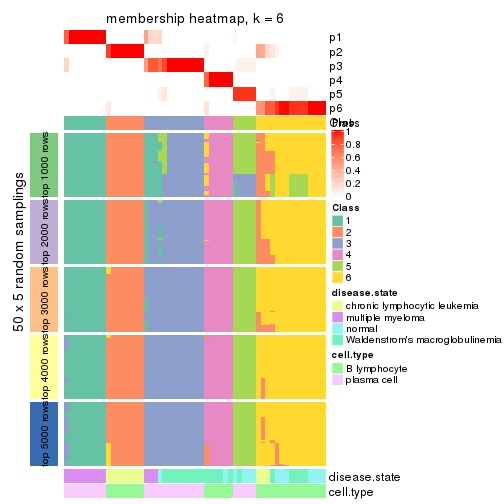 membership heatmap, k = 6
p1
p2
p3
p4
p5
p6
Class
Prob
1
0.8
0.6
0.4
0.2
0
Class
1
2
3
4
5
6
disease.state
chronic lymphocytic leukemia
multiple myeloma
normal
Waldenstrom's macroglobulinemia
cell.type
B lymphocyte
plasma cell
50 x 5 random samplings
top 1000 rows
top 2000 rows
top 3000 rows
top 4000 rows
top 5000 rows
disease.state
cell.type